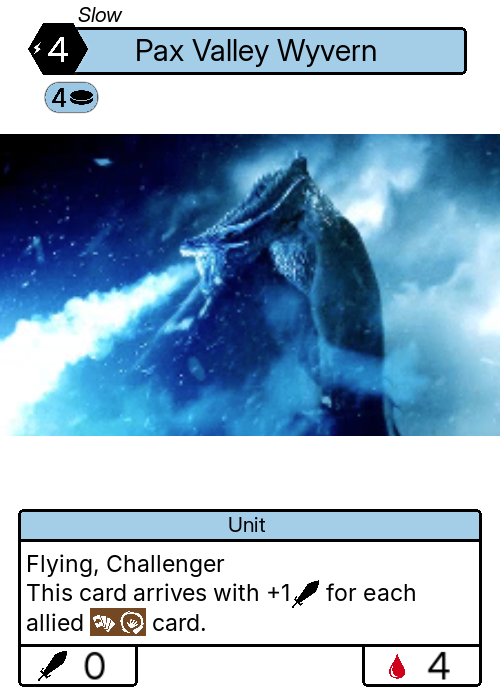 Slow
4 Pax Valley Wyvern
4
Unit
Flying, Challenger
This card arrives with +1 for each
allied card.
0 4